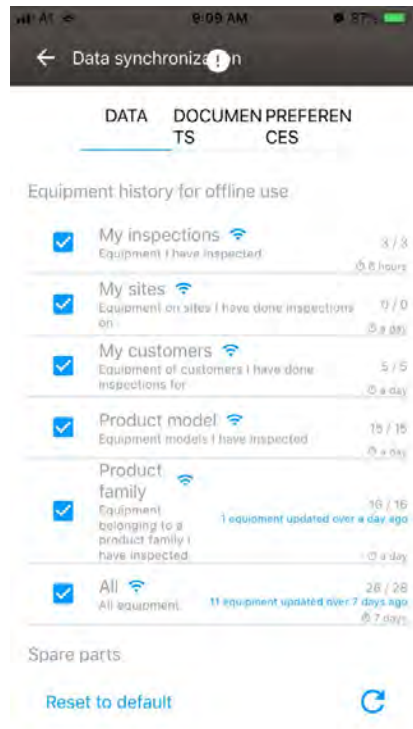 9:09 AM 87%
Data synchronization
DATA DOCUMEN PREFEREN
TS CES
Equipment history for offline use
My inspections
Equipment I have inspected
3 / 3
8 hours
My sites
Equipment on sites I have done inspections
on
0 / 0
a day
My customers
Equipment of customers I have done
inspections for
5 / 5
a day
Product model
Equipment models I have inspected
15 / 15
a day
Product
family
Equipment
belonging to a
product family I
have inspected
16 / 16
1 equipment updated over a day ago
a day
All
All equipment
28 / 28
11 equipment updated over 7 days ago
7 days
Spare parts
Reset to default